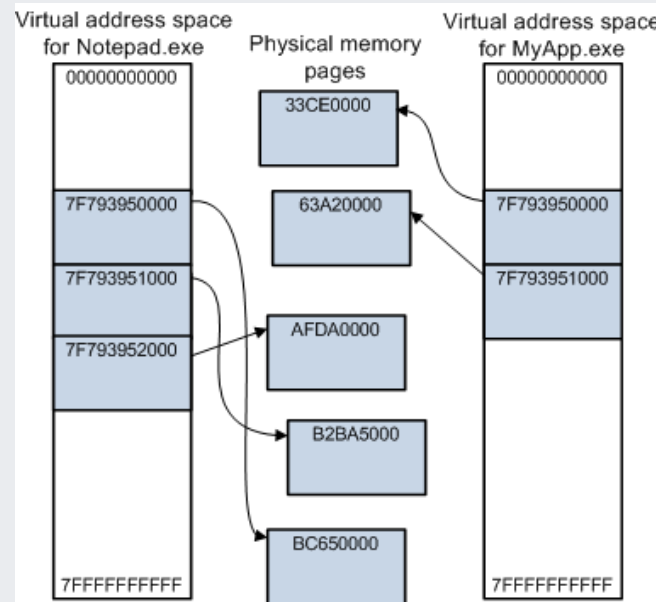 Virtual address space
for Notepad.exe
00000000000
7F793950000
7F793951000
7F793952000
7FFFFFFFFFF
Physical memory
pages
33CE0000
63A20000
AFDA0000
B2BA5000
BC650000
Virtual address space
for MyApp.exe
00000000000
7F793950000
7F793951000
7FFFFFFFFFF